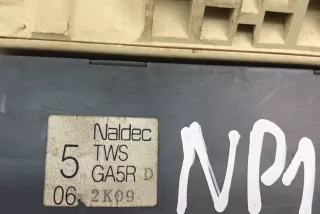 Naldec
5 TWS
GA5R D
06 2K09
NP1